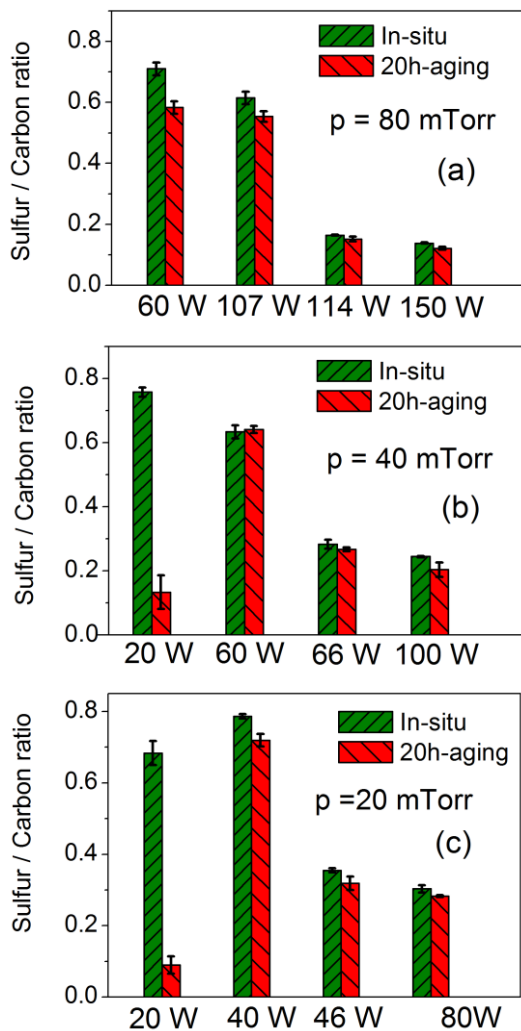 Sulfur / Carbon ratio
0.8
0.6
0.4
0.2
0.0
In-situ
20h-aging
p = 80 mTorr
(a)
60 W 107 W 114 W 150 W
Sulfur / Carbon ratio
0.8
0.6
0.4
0.2
0.0
In-situ
20h-aging
p = 40 mTorr
(b)
20 W 60 W 66 W 100 W
Sulfur / Carbon ratio
0.8
0.6
0.4
0.2
0.0
In-situ
20h-aging
p =20 mTorr
(c)
20 W 40 W 46 W 80W